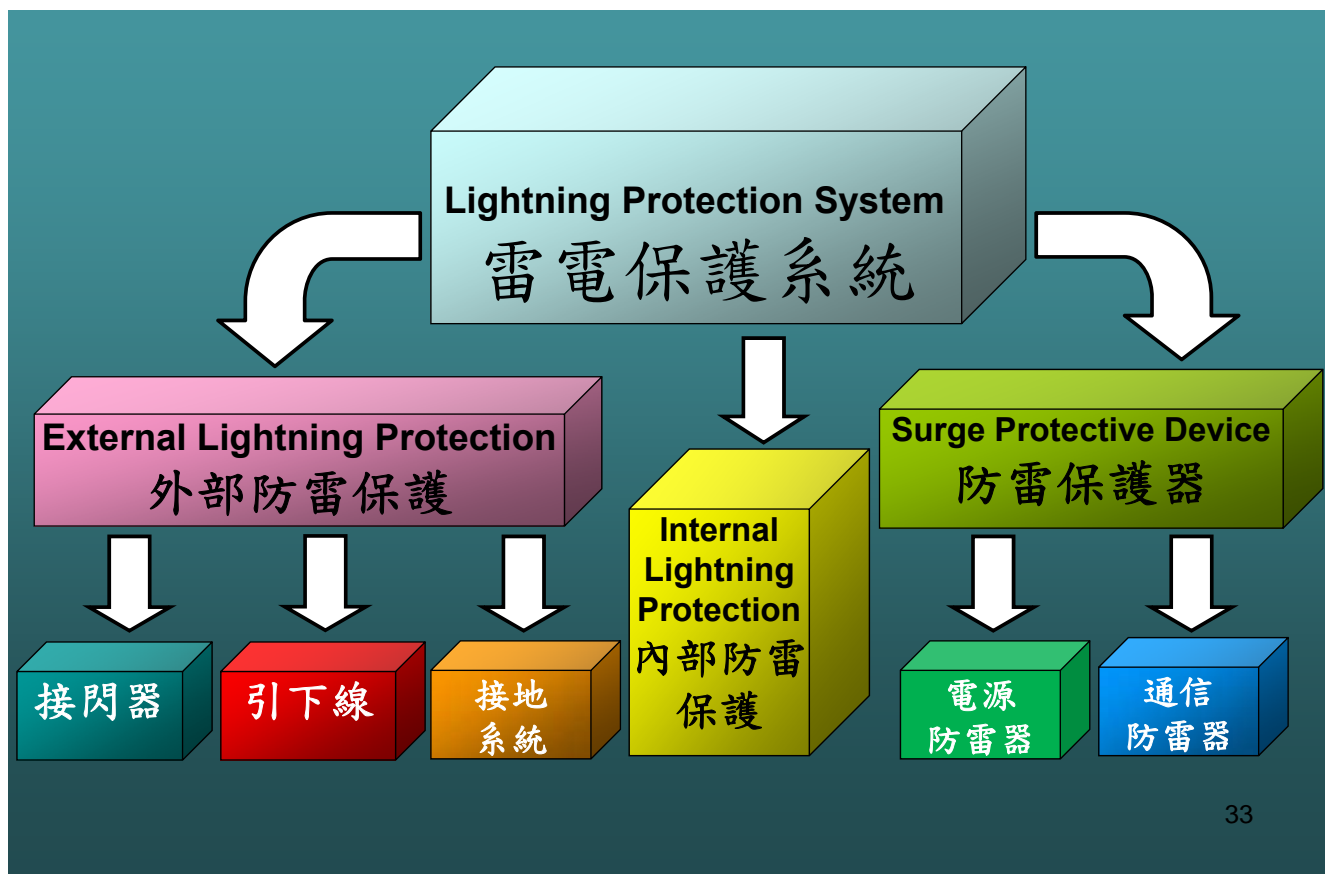 Lightning Protection System
雷電保護系統
External Lightning Protection
外部防雷保護
Internal
Lightning
Protection
內部防雷
保護
Surge Protective Device
防雷保護器
接閃器
引下線
接地
系統
電源
防雷器
通信
防雷器
33